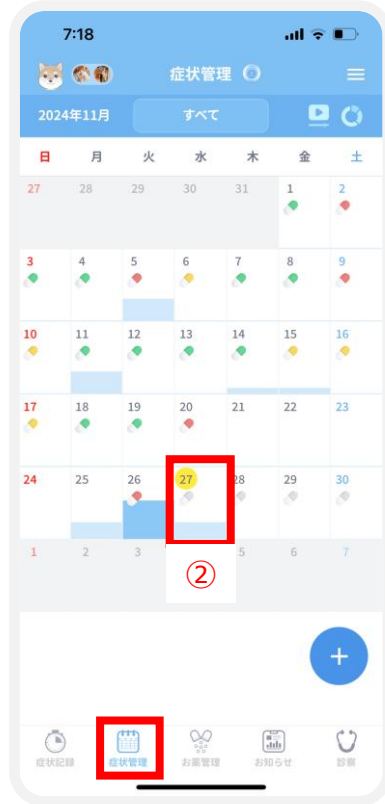 7:18
症状管理 i
2024年11月 すべて
日 月 火 水 木 金 土
27 28 29 30 31 1 2
3 4 5 6 7 8 9
10 11 12 13 14 15 16
17 18 19 20 21 22 23
24 25 26 27 28 29 30
1 2 3 5 6 7
②
+
症状記録 症状管理 お薬管理 お知らせ 診察